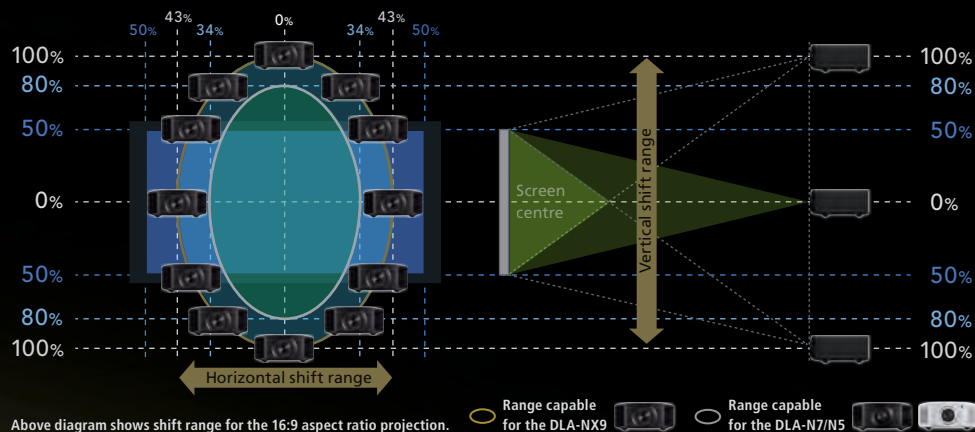 43% 0% 43%
50% 34% 34% 50%
100% 100%
80% 80%
50% 50%
0% 0%
50% 50%
80% 80%
100% 100%
Screen
centre
Vertical shift range
Horizontal shift range
Above diagram shows shift range for the 16:9 aspect ratio projection.
Range capable
for the DLA-NX9
Range capable
for the DLA-N7/N5